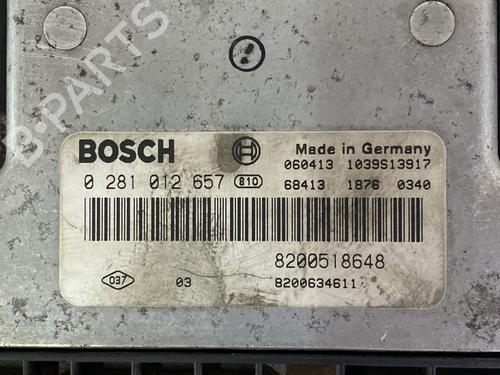 B-PARTS
BOSCH
Made in Germany
060413 1039S13917
0 281 012 657 810
68413 1876 0340
8200518648
037 03 8200634611